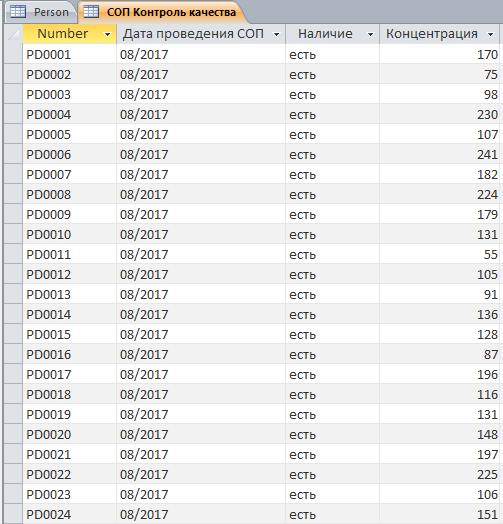 Person СОП Контроль качества
Number Дата проведения СОП Наличие Концентрация
PD0001 08/2017 есть 170
PD0002 08/2017 есть 75
PD0003 08/2017 есть 98
PD0004 08/2017 есть 230
PD0005 08/2017 есть 107
PD0006 08/2017 есть 241
PD0007 08/2017 есть 182
PD0008 08/2017 есть 224
PD0009 08/2017 есть 179
PD0010 08/2017 есть 131
PD0011 08/2017 есть 55
PD0012 08/2017 есть 105
PD0013 08/2017 есть 91
PD0014 08/2017 есть 136
PD0015 08/2017 есть 128
PD0016 08/2017 есть 87
PD0017 08/2017 есть 196
PD0018 08/2017 есть 116
PD0019 08/2017 есть 131
PD0020 08/2017 есть 148
PD0021 08/2017 есть 197
PD0022 08/2017 есть 225
PD0023 08/2017 есть 106
PD0024 08/2017 есть 151